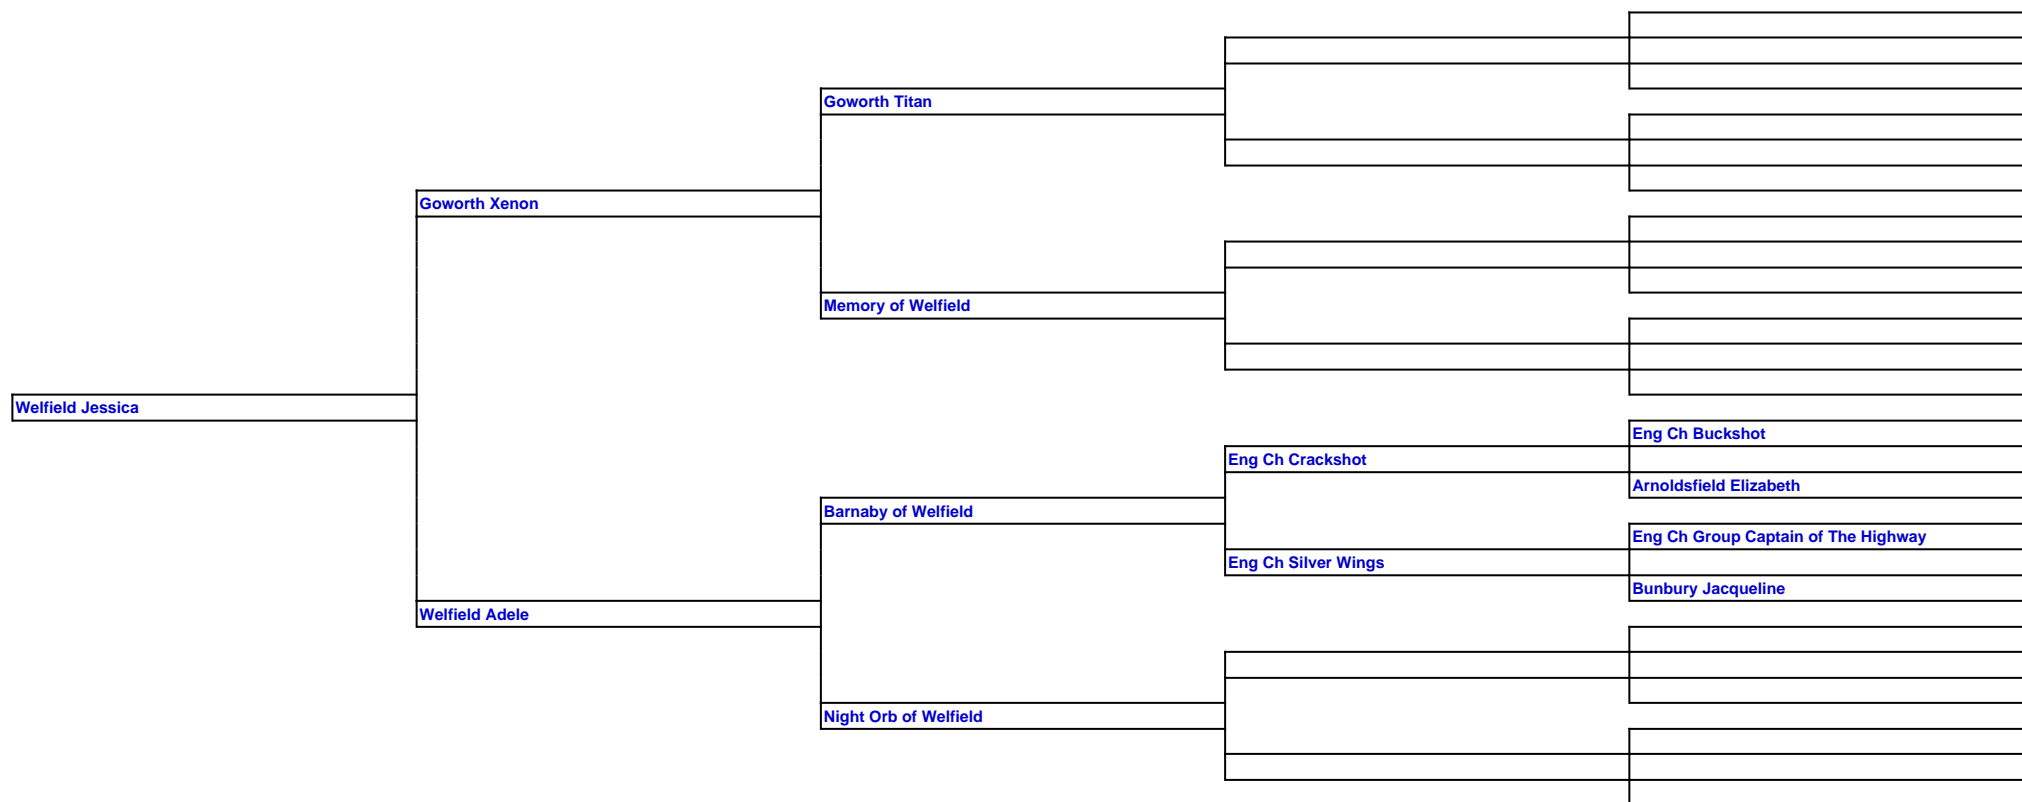 Goworth Titan
Goworth Xenon
Memory of Welfield
Welfield Jessica
Eng Ch Buckshot
Eng Ch Crackshot
Arnoldsfield Elizabeth
Barnaby of Welfield
Eng Ch Group Captain of The Highway
Eng Ch Silver Wings
Bunbury Jacqueline
Welfield Adele
Night Orb of Welfield